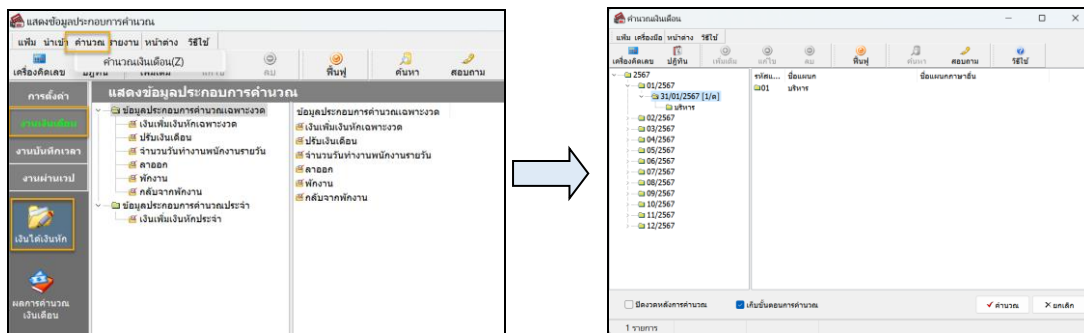 แสดงข้อมูลประกอบการคำนวณ
แฟ้ม นำเข้า คำนวณ รายงาน หน้าต่าง วิธีใช้
คำนวณเงินเดือน(Z)
เครื่องคิดเลข
ลบ ฟื้นฟู ค้นหา สอบถาม
การตั้งค่า
แสดงข้อมูลประกอบการคำนวณ
งานเงินเดือน
งานบันทึกเวลา
งานผ่านเวป
เงินได้เงินหัก
ผลการคำนวณ
เงินเดือน
ข้อมูลประกอบการคำนวณเฉพาะงวด
เงินเพิ่มเงินหักเฉพาะงวด
ปรับเงินเดือน
จำนวนวันทำงานพนักงานรายวัน
ลาออก
พักงาน
กลับจากพักงาน
ข้อมูลประกอบการคำนวณประจำ
เงินเพิ่มเงินหักประจำ
ข้อมูลประกอบการคำนวณเฉพาะงวด
เงินเพิ่มเงินหักเฉพาะงวด
ปรับเงินเดือน
จำนวนวันทำงานพนักงานรายวัน
ลาออก
พักงาน
กลับจากพักงาน
คำนวณเงินเดือน
แฟ้ม เครื่องมือ หน้าต่าง วิธีใช้
เครื่องคิดเลข ปฏิทิน เพิ่มเติม แก้ไข ลบ ฟื้นฟู ค้นหา สอบถาม วิธีใช้
2567
01/2567
31/01/2567 [1/ด]
บริหาร
02/2567
03/2567
04/2567
05/2567
06/2567
07/2567
08/2567
09/2567
10/2567
11/2567
12/2567
รหัสแ... ชื่อแผนก ชื่อแผนกภาษาอื่น
01 บริหาร
ปิดงวดหลังการคำนวณ เก็บขั้นตอนการคำนวณ คำนวณ ยกเลิก
1 รายการ